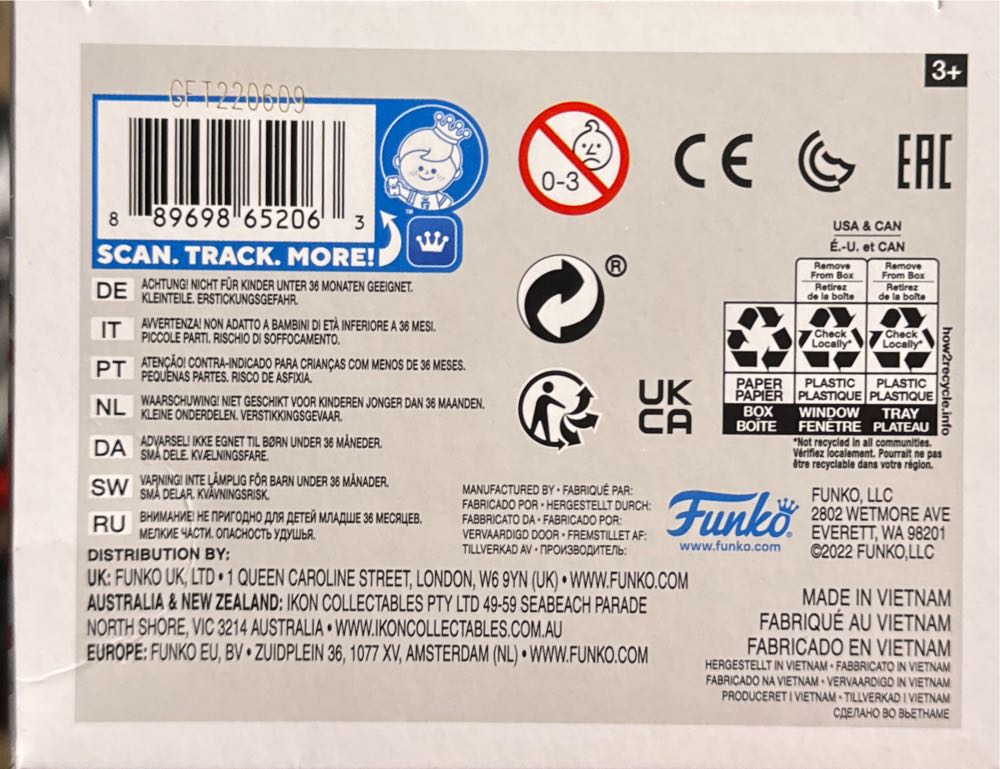 3+
GFT220609
8 89698 65206 3
SCAN. TRACK. MORE!
™
0-3
CE
EAC
®
UK
CA
USA & CAN
É.-U. et CAN
Remove From Box
Retirez de la boîte
Remove From Box
Retirez de la boîte
Check Locally*
Check Locally*
PAPER PAPIER
PLASTIC PLASTIQUE
PLASTIC PLASTIQUE
BOX BOÎTE
WINDOW FENÊTRE
TRAY PLATEAU
how2recycle.info
*Not recycled in all communities.
Vérifiez localement. Pourrait ne pas
être recyclable dans votre région.
DE ACHTUNG! NICHT FÜR KINDER UNTER 36 MONATEN GEEIGNET.
KLEINTEILE. ERSTICKUNGSGEFAHR.
IT AVVERTENZA! NON ADATTO A BAMBINI DI ETÀ INFERIORE A 36 MESI.
PICCOLE PARTI. RISCHIO DI SOFFOCAMENTO.
PT ATENÇÃO! CONTRA-INDICADO PARA CRIANÇAS COM MENOS DE 36 MESES.
PEQUENAS PARTES. RISCO DE ASFIXIA.
NL WAARSCHUWING! NIET GESCHIKT VOOR KINDEREN JONGER DAN 36 MAANDEN.
KLEINE ONDERDELEN. VERSTIKKINGSGEVAAR.
DA ADVARSEL! IKKE EGNET TIL BØRN UNDER 36 MÅNEDER.
SMÅ DELE. KVÆLNINGSFARE.
SW VARNING! INTE LÄMPLIG FÖR BARN UNDER 36 MÅNADER.
SMÅ DELAR. KVÄVNINGSRISK.
RU ВНИМАНИЕ! НЕ ПРИГОДНО ДЛЯ ДЕТЕЙ МЛАДШЕ 36 МЕСЯЦЕВ.
МЕЛКИЕ ЧАСТИ. ОПАСНОСТЬ УДУШЬЯ.
MANUFACTURED BY • FABRIQUÉ PAR:
FABRICADO POR • HERGESTELLT DURCH:
FABBRICATO DA • FABRICADO POR:
VERVAARDIGD DOOR • FREMSTILLET AF:
TILLVERKAD AV • ПРОИЗВОДИТЕЛЬ:
Funko®
www.funko.com
FUNKO, LLC
2802 WETMORE AVE
EVERETT, WA 98201
©2022 FUNKO,LLC
DISTRIBUTION BY:
UK: FUNKO UK, LTD • 1 QUEEN CAROLINE STREET, LONDON, W6 9YN (UK) • WWW.FUNKO.COM
AUSTRALIA & NEW ZEALAND: IKON COLLECTABLES PTY LTD 49-59 SEABEACH PARADE
NORTH SHORE, VIC 3214 AUSTRALIA • WWW.IKONCOLLECTABLES.COM.AU
EUROPE: FUNKO EU, BV • ZUIDPLEIN 36, 1077 XV, AMSTERDAM (NL) • WWW.FUNKO.COM
MADE IN VIETNAM
FABRIQUÉ AU VIETNAM
FABRICADO EN VIETNAM
HERGESTELLT IN VIETNAM • FABBRICATO IN VIETNAM
FABRICADO NA VIETNAM • VERVAARDIGD IN VIETNAM
PRODUCERET I VIETNAM • TILLVERKAD I VIETNAM
СДЕЛАНО ВО ВЬЕТНАМЕ